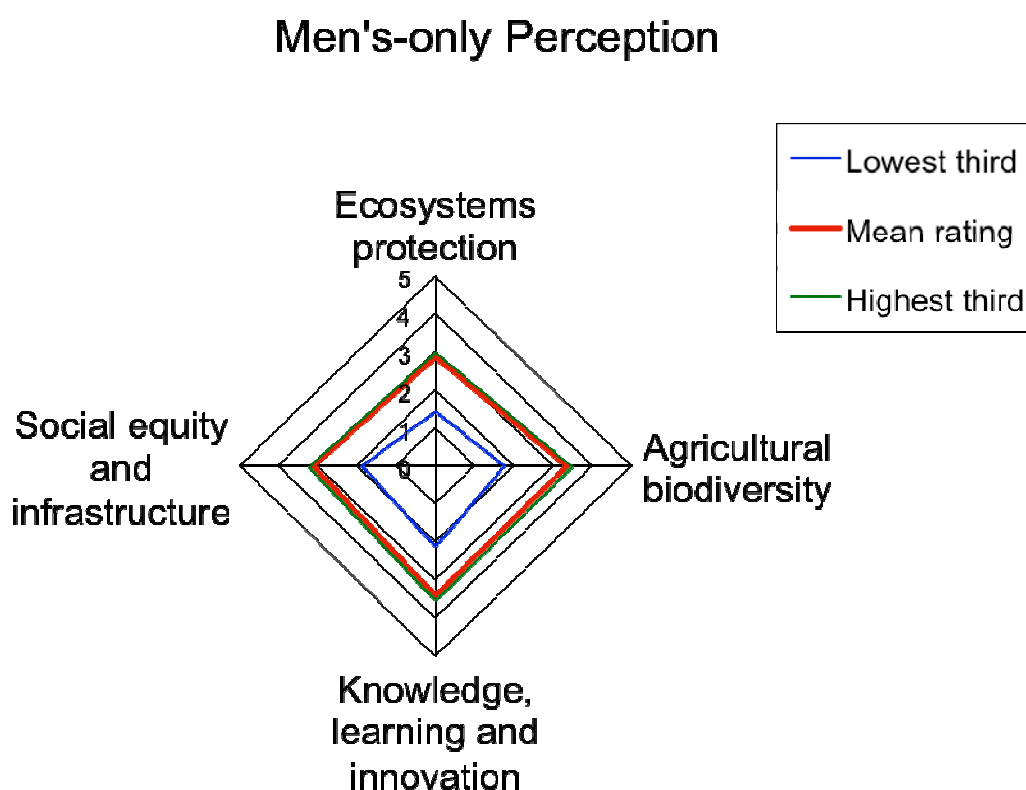 Men's-only Perception
Lowest third
Mean rating
Highest third
Ecosystems
protection
5
4
3
2
1
0
Social equity
and
infrastructure
Agricultural
biodiversity
Knowledge,
learning and
innovation